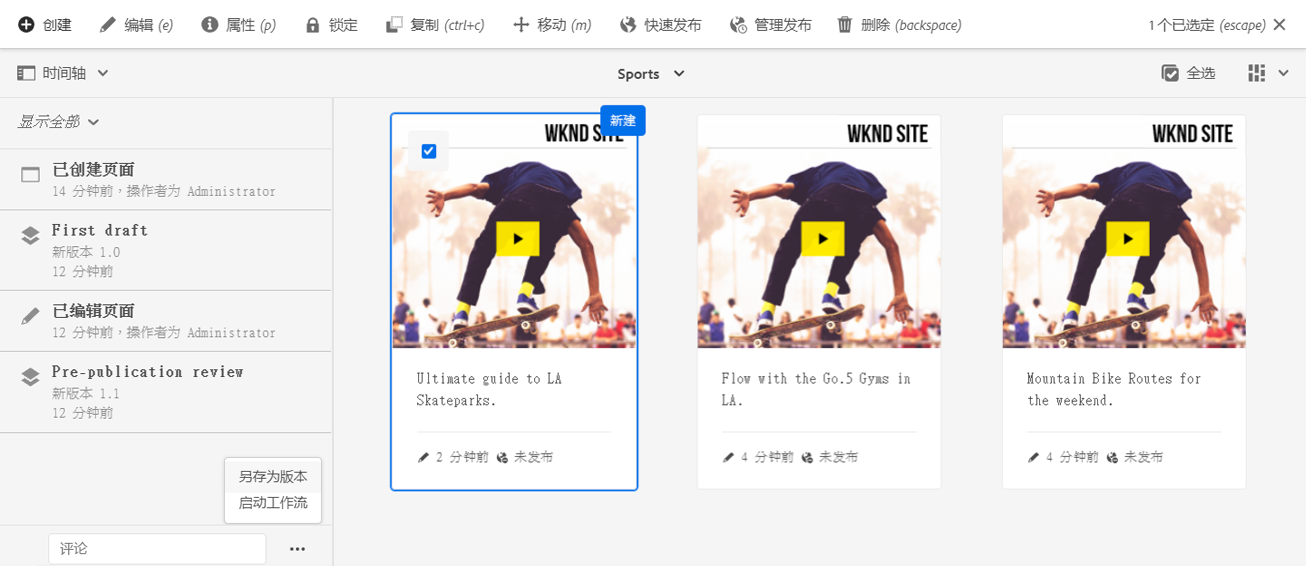 创建 编辑 (e) 属性 (p) 锁定 复制 (ctrl+c) 移动 (m) 快速发布 管理发布 删除 (backspace) 1 个已选定 (escape)
时间轴 Sports 全选
显示全部
已创建页面
14 分钟前，操作者为 Administrator
First draft
新版本 1.0
12 分钟前
已编辑页面
12 分钟前，操作者为 Administrator
Pre-publication review
新版本 1.1
12 分钟前
另存为版本
启动工作流
评论
新建
WKND SITE
Ultimate guide to LA
Skateparks.
2 分钟前 未发布
WKND SITE
Flow with the Go.5 Gyms in
LA.
4 分钟前 未发布
WKND SITE
Mountain Bike Routes for
the weekend.
4 分钟前 未发布